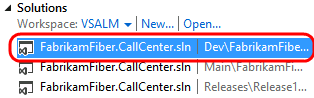 Solutions
Workspace: VSALM ▾ | New... | Open...
FabrikamFiber.CallCenter.sln | Dev\FabrikamFibe...
FabrikamFiber.CallCenter.sln | Main\FabrikamFi...
FabrikamFiber.CallCenter.sln | Releases\Release1...